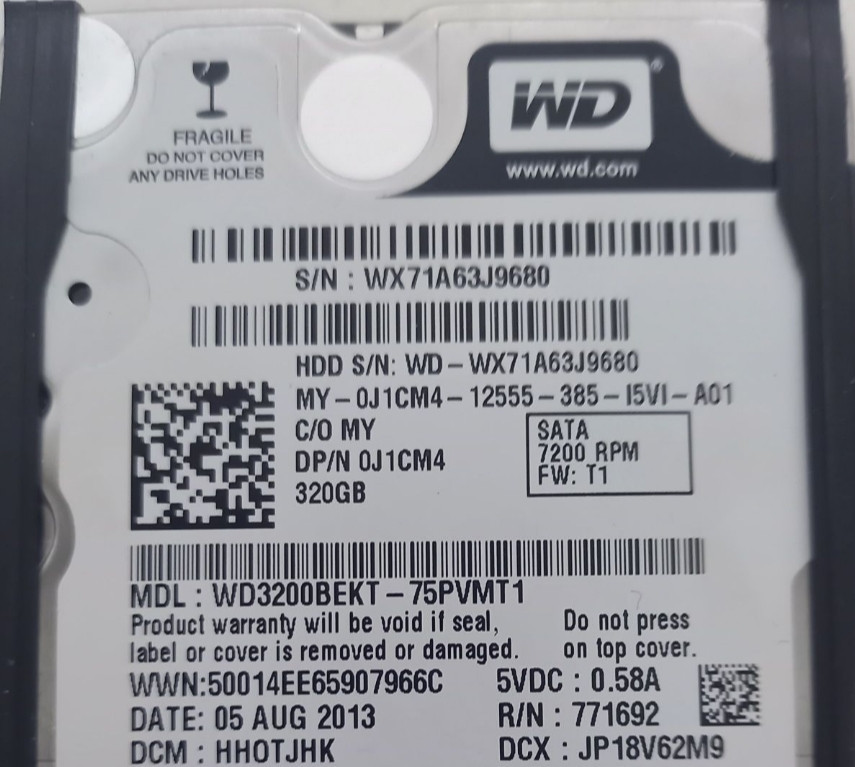 FRAGILE
DO NOT COVER
ANY DRIVE HOLES
WD®
www.wd.com
S/N : WX71A63J9680
HDD S/N: WD-WX71A63J9680
MY-0J1CM4-12555-385-I5VI-A01
C/O MY
DP/N 0J1CM4
320GB
SATA
7200 RPM
FW: T1
MDL : WD3200BEKT-75PVMT1
Product warranty will be void if seal,
label or cover is removed or damaged.
Do not press
on top cover.
WWN:50014EE65907966C
5VDC : 0.58A
DATE: 05 AUG 2013
R/N : 771692
DCM : HHOTJHK
DCX : JP18V62M9